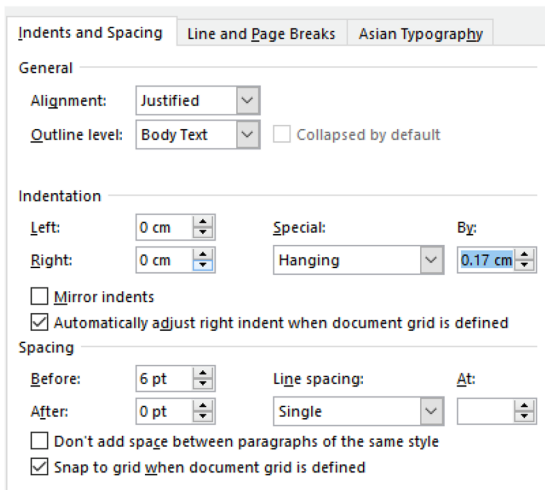 Indents and Spacing Line and Page Breaks Asian Typography
General
Alignment: Justified
Outline level: Body Text Collapsed by default
Indentation
Left: 0 cm Special: By:
Right: 0 cm Hanging 0.17 cm
Mirror indents
Automatically adjust right indent when document grid is defined
Spacing
Before: 6 pt Line spacing: At:
After: 0 pt Single
Don't add space between paragraphs of the same style
Snap to grid when document grid is defined